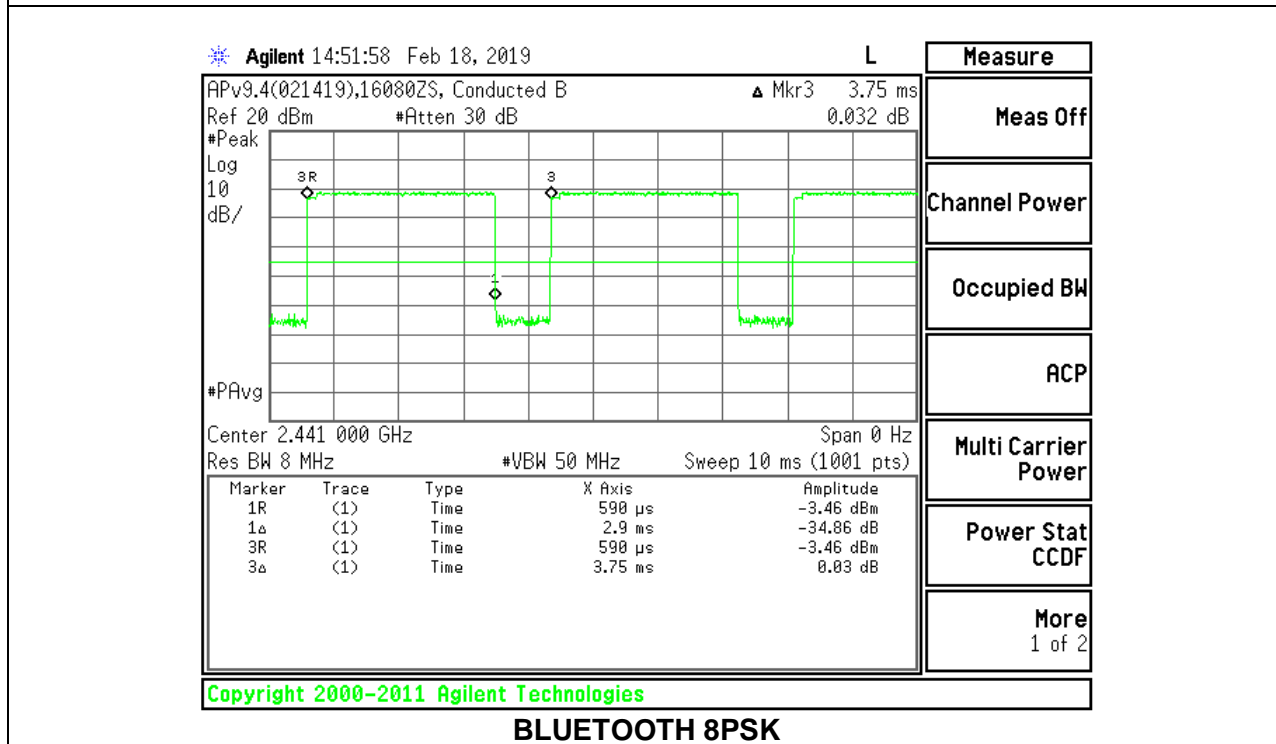 Agilent 14:51:58 Feb 18, 2019 L
APv9.4(021419),16080ZS, Conducted B Δ Mkr3 3.75 ms
Ref 20 dBm #Atten 30 dB 0.032 dB
#Peak
Log
10
dB/
3R
3
1
#PAvg
Center 2.441 000 GHz Span 0 Hz
Res BW 8 MHz #VBW 50 MHz Sweep 10 ms (1001 pts)
Marker Trace Type X Axis Amplitude
1R (1) Time 590 µs -3.46 dBm
1Δ (1) Time 2.9 ms -34.86 dB
3R (1) Time 590 µs -3.46 dBm
3Δ (1) Time 3.75 ms 0.03 dB
Measure
Meas Off
Channel Power
Occupied BW
ACP
Multi Carrier
Power
Power Stat
CCDF
More
1 of 2
Copyright 2000-2011 Agilent Technologies
BLUETOOTH 8PSK